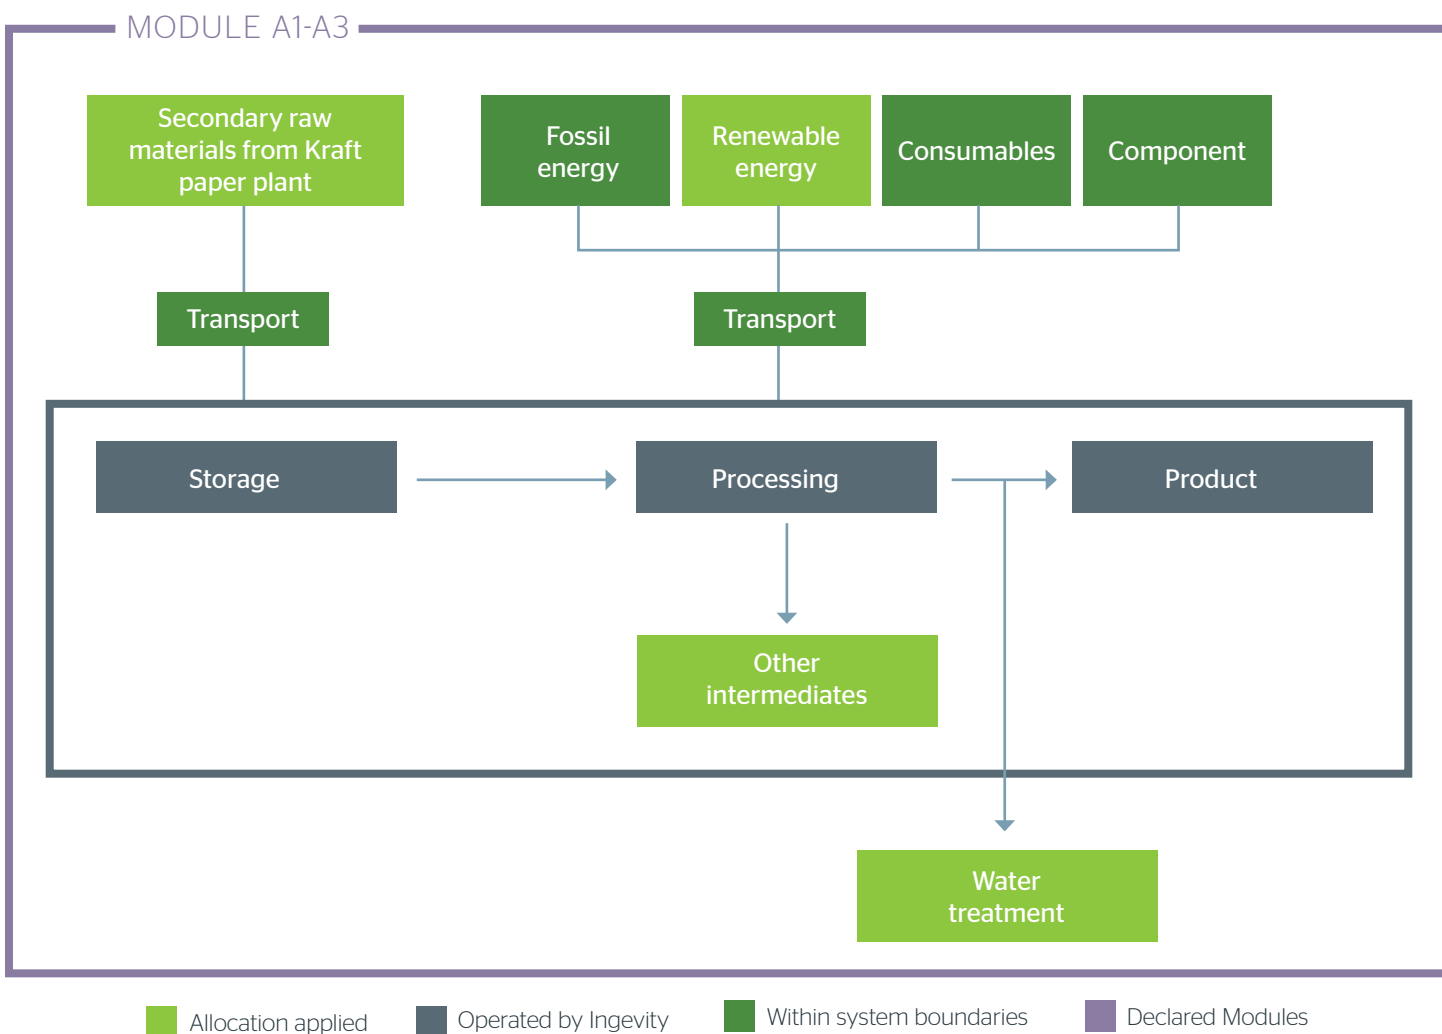 MODULE A1-A3
Secondary raw
materials from Kraft
paper plant
Fossil
energy
Renewable
energy
Consumables
Component
Transport
Transport
Storage
Processing
Product
Other
intermediates
Water
treatment
Allocation applied
Operated by Ingevity
Within system boundaries
Declared Modules